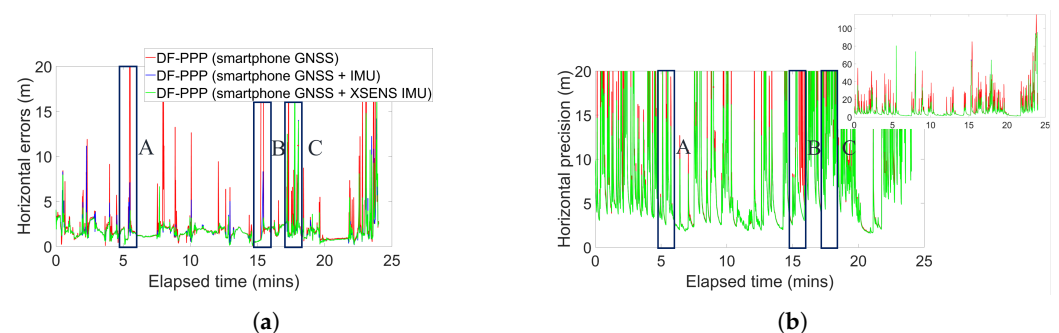 DF-PPP (smartphone GNSS)
DF-PPP (smartphone GNSS + IMU)
DF-PPP (smartphone GNSS + XSENS IMU)
Horizontal errors (m)
20
15
10
5
0
A
B
C
0 5 10 15 20 25
Elapsed time (mins)
(a)
Horizontal precision (m)
20
15
10
5
0
A
B
C
0 5 10 15 20 25
Elapsed time (mins)
100
80
60
40
20
0
0 5 10 15 20 25
(b)